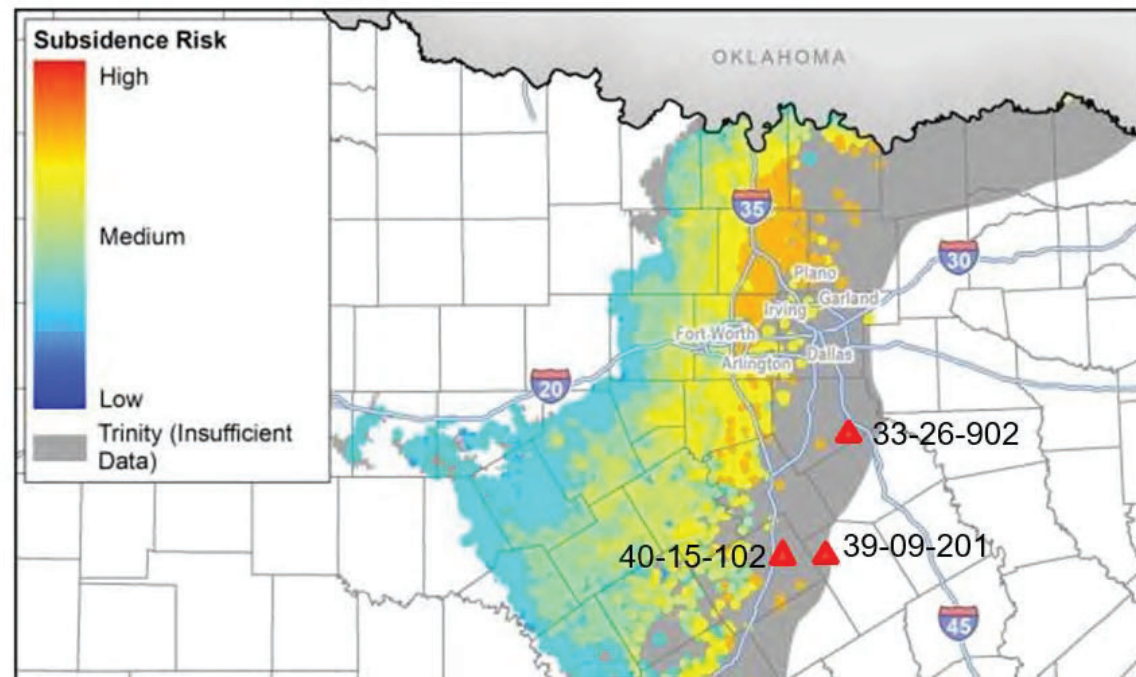 Subsidence Risk
High
Medium
Low
Trinity (Insufficient
Data)
OKLAHOMA
35
30
Plano
Irving
Garland
Fort Worth
Arlington
Dallas
20
33-26-902
40-15-102
39-09-201
45